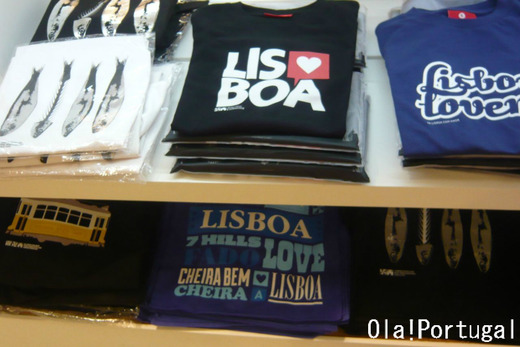 LIS
BOA
Lisboa
lover
LISBOA
7 HILLS LOVE
FADO
CHEIRA BEM
CHEIRA A LISBOA
Ola!Portugal